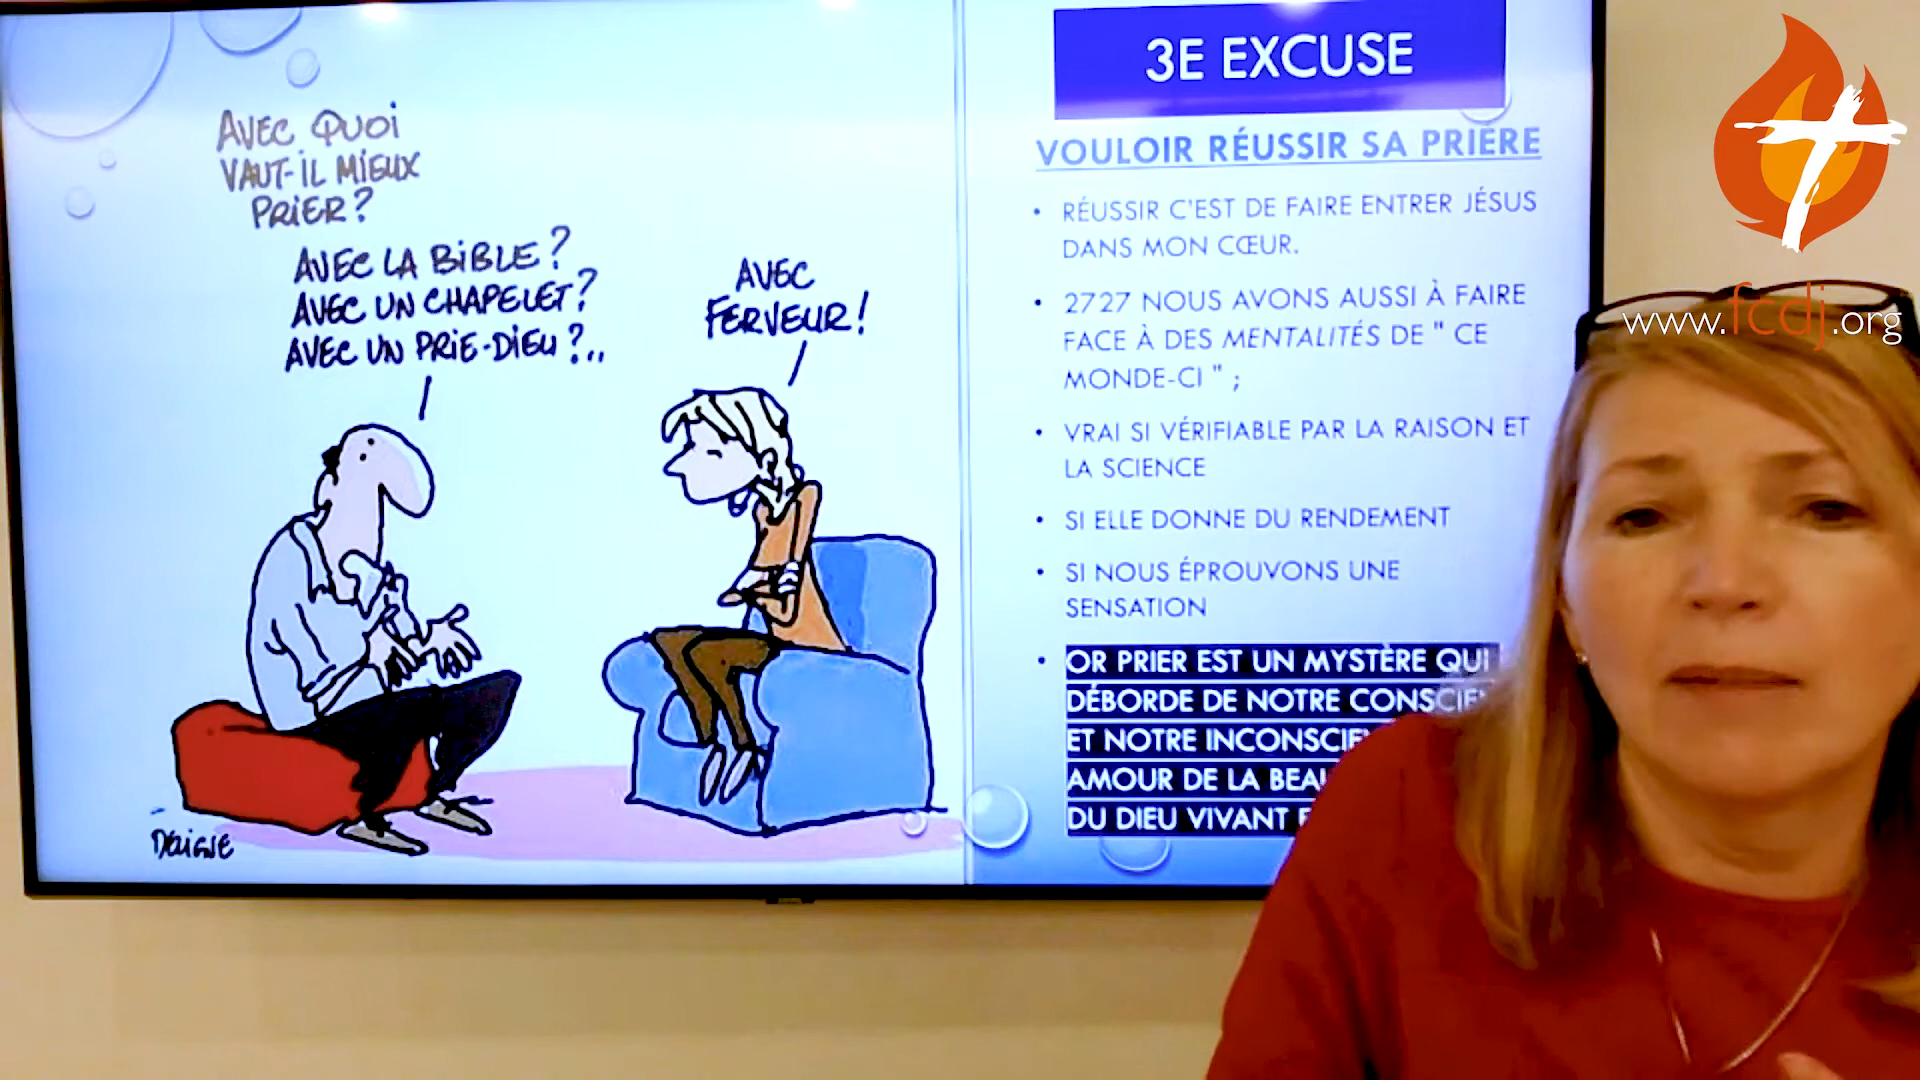 AVEC QUOI
VAUT-IL MIEUX
PRIER?
AVEC LA BIBLE?
AVEC UN CHAPELET?
AVEC UN PRIE-DIEU?..
AVEC
FERVEUR!
DELIGNE
3E EXCUSE
VOULOIR RÉUSSIR SA PRIÈRE
• RÉUSSIR C'EST DE FAIRE ENTRER JÉSUS
DANS MON CŒUR.
• 2727 NOUS AVONS AUSSI À FAIRE
FACE À DES MENTALITÉS DE " CE
MONDE-CI " ;
• VRAI SI VÉRIFIABLE PAR LA RAISON ET
LA SCIENCE
• SI ELLE DONNE DU RENDEMENT
• SI NOUS ÉPROUVONS UNE
SENSATION
• OR PRIER EST UN MYSTÈRE QUI
DÉBORDE DE NOTRE
ET NOTRE
AMOUR DE LA
DU DIEU VIVANT
www.fcdj.org